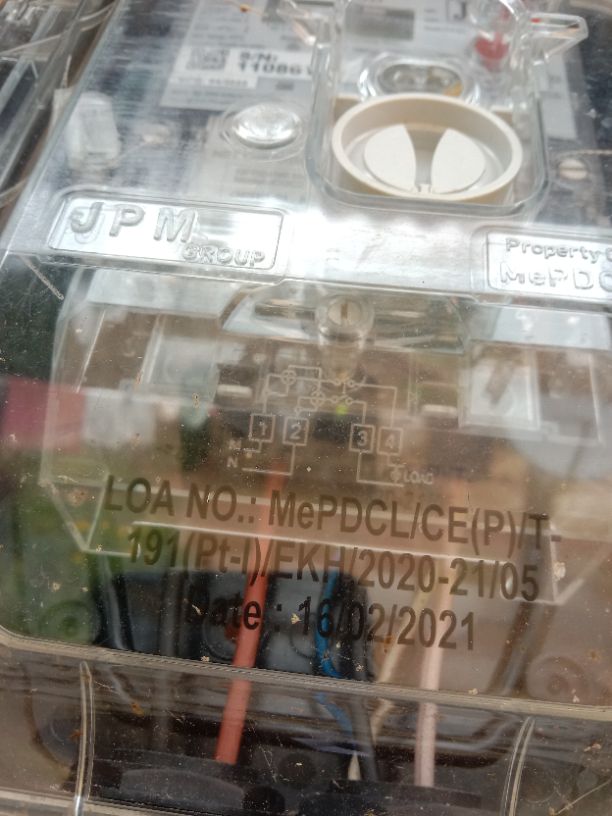 S.No.
JPM
GROUP
Property
MePDC
1 2 3 4
M
N
LOAD
LOA NO.: MePDCL/CE(P)/T-
191(Pt-I)/EKH/2020-21/05
Date : 16/02/2021